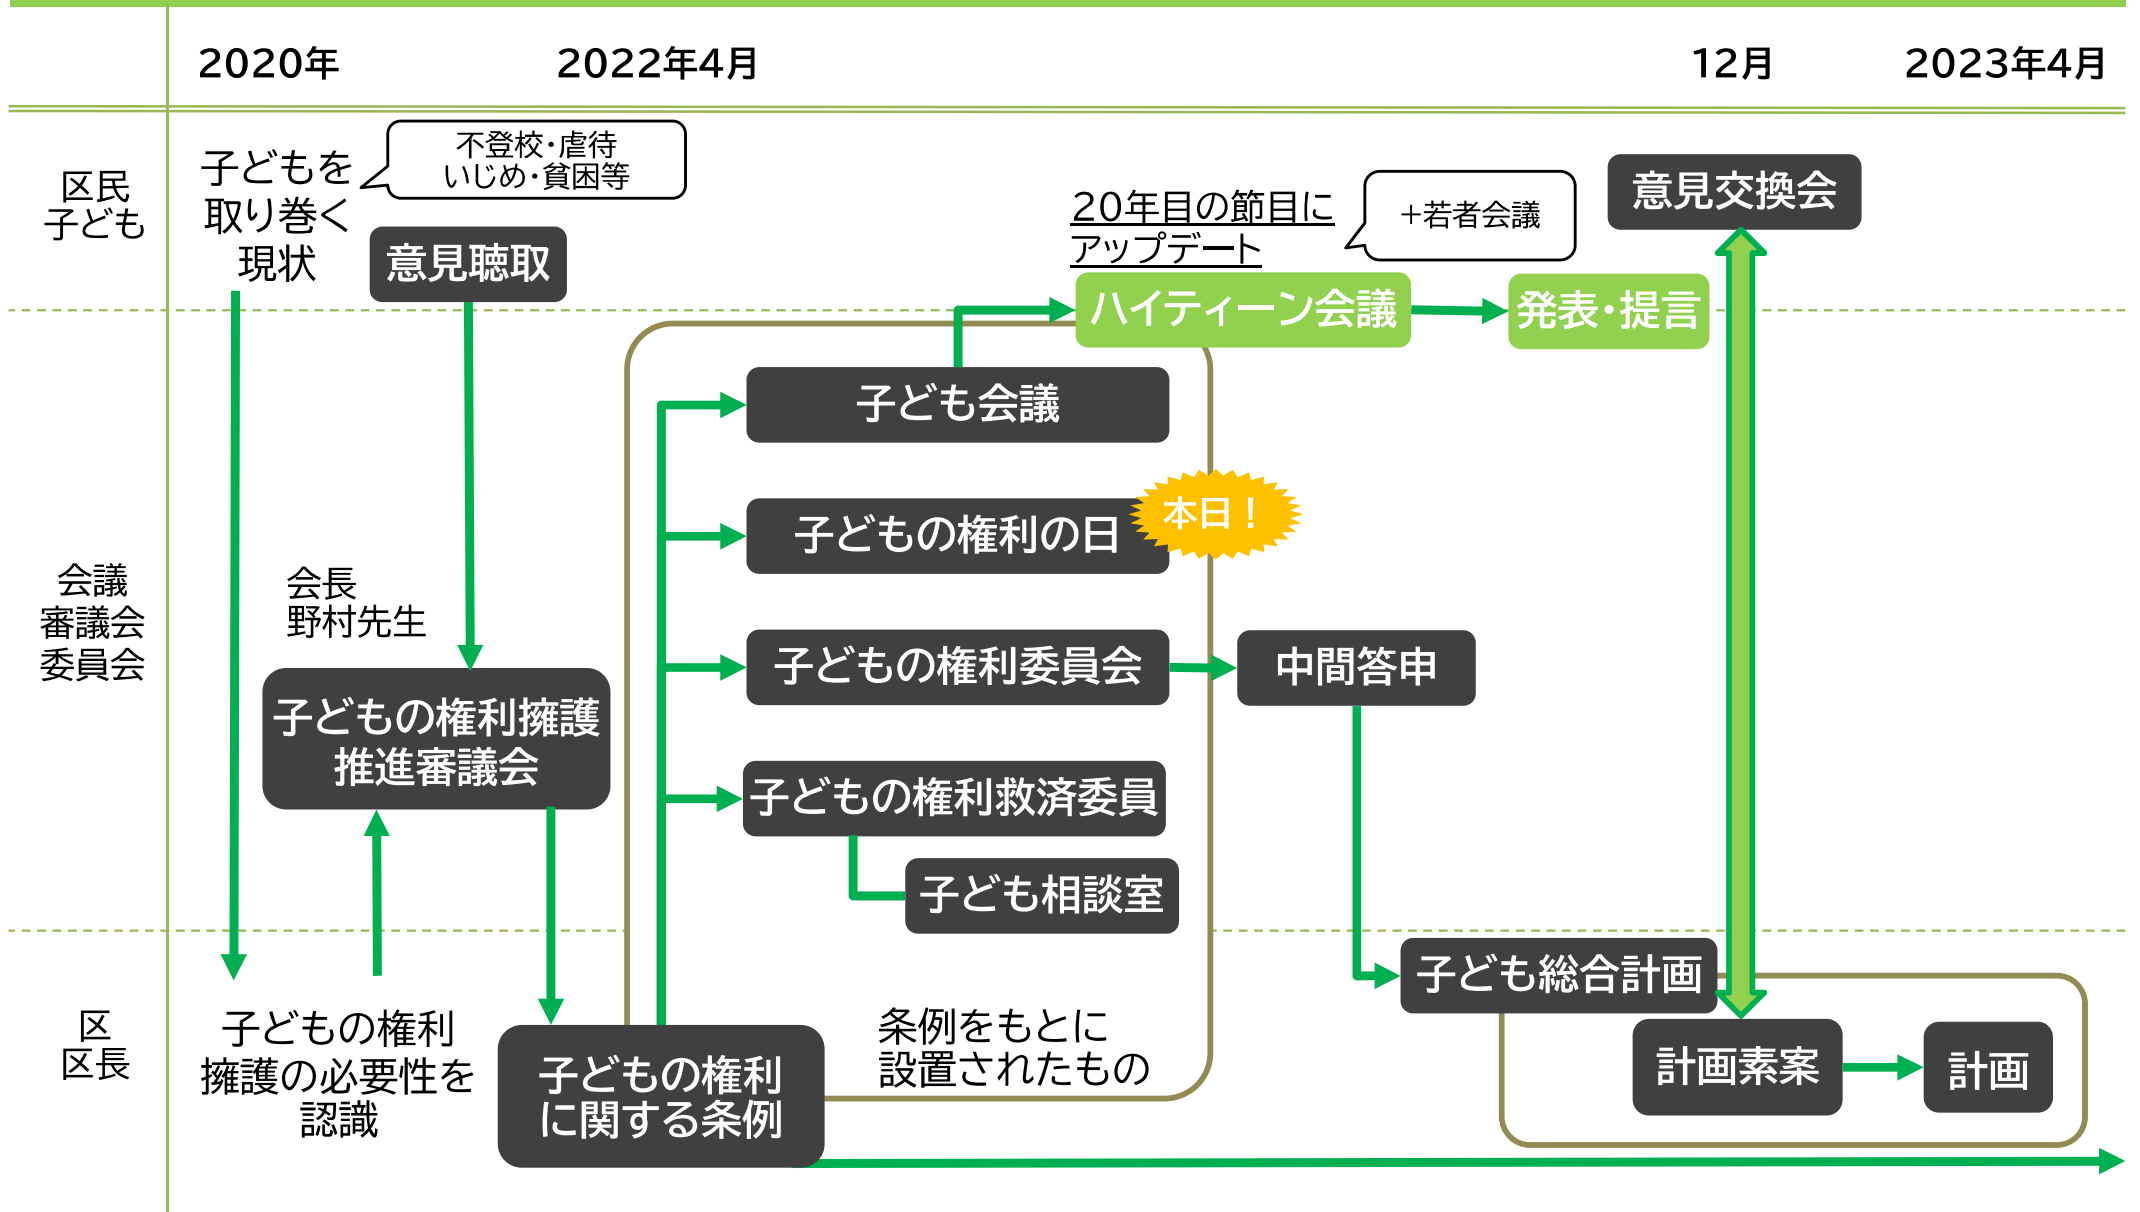 2020年
2022年4月
12月
2023年4月
区民
子ども
子どもを
取り巻く
現状
不登校・虐待
いじめ・貧困等
意見聴取
20年目の節目に
アップデート
+若者会議
意見交換会
ハイティーン会議
発表・提言
会議
審議会
委員会
会長
野村先生
子どもの権利擁護
推進審議会
子ども会議
子どもの権利の日
本日！
子どもの権利委員会
中間答申
子どもの権利救済委員
子ども相談室
区
区長
子どもの権利
擁護の必要性を
認識
子どもの権利
に関する条例
条例をもとに
設置されたもの
子ども総合計画
計画素案
計画